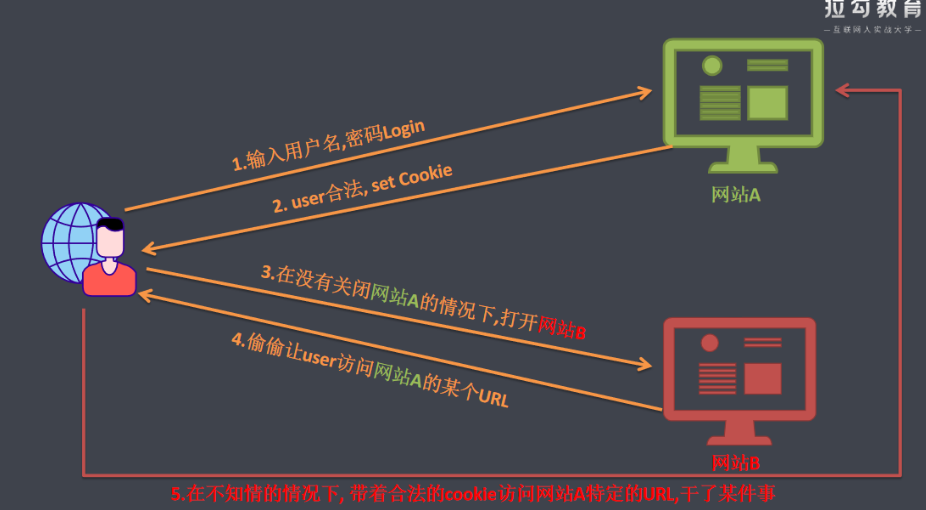 拉勾教育
—互联网人实战大学—
1.输入用户名,密码Login
2. user合法, set Cookie
网站A
3.在没有关闭网站A的情况下,打开网站B
4.偷偷让user访问网站A的某个URL
网站B
5.在不知情的情况下, 带着合法的cookie访问网站A特定的URL,干了某件事